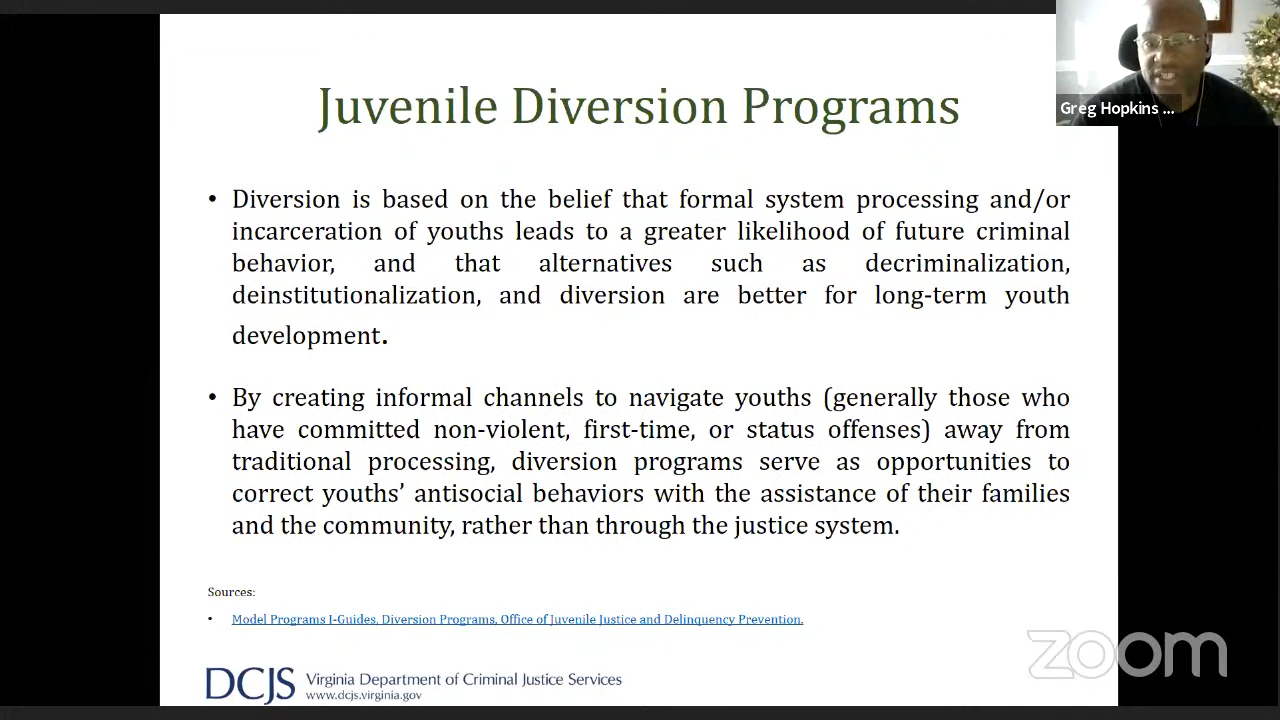 Juvenile Diversion Programs
Greg Hopkins ...
• Diversion is based on the belief that formal system processing and/or
incarceration of youths leads to a greater likelihood of future criminal
behavior, and that alternatives such as decriminalization,
deinstitutionalization, and diversion are better for long-term youth
development.
• By creating informal channels to navigate youths (generally those who
have committed non-violent, first-time, or status offenses) away from
traditional processing, diversion programs serve as opportunities to
correct youths’ antisocial behaviors with the assistance of their families
and the community, rather than through the justice system.
Sources:
• Model Programs I-Guides, Diversion Programs, Office of Juvenile Justice and Delinquency Prevention.
zoom
DCJS Virginia Department of Criminal Justice Services
www.dcjs.virginia.gov